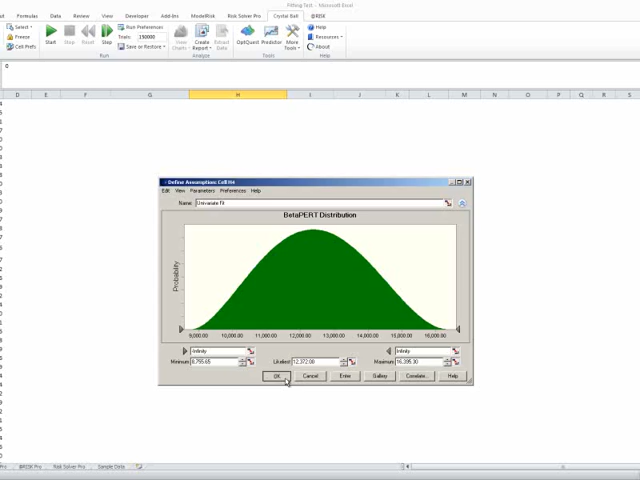 Fitting Test - Microsoft Excel
Formulas Data Review View Developer Add-Ins ModelRisk Risk Solver Pro Crystal Ball @RISK
Select
Freeze
Cell Prefs
Start Stop Reset Step
Run Preferences
Trials: 150000
Save or Restore
View Charts Create Report Extract Data
OptQuest Predictor More Tools
Help
Resources
About
Run Analyze Tools Help
D E F G H I J K L M N O P Q R S
Define Assumption: Cell H4
Edit View Parameters Preferences Help
Name: Univariate Fit
BetaPERT Distribution
Probability
9,000.00 10,000.00 11,000.00 12,000.00 13,000.00 14,000.00 15,000.00 16,000.00
-Infinity Infinity
Minimum 8,755.65 Likeliest 12,372.08 Maximum 16,395.30
OK Cancel Enter Gallery Correlate... Help
Pro @RISK Pro Risk Solver Pro Sample Data